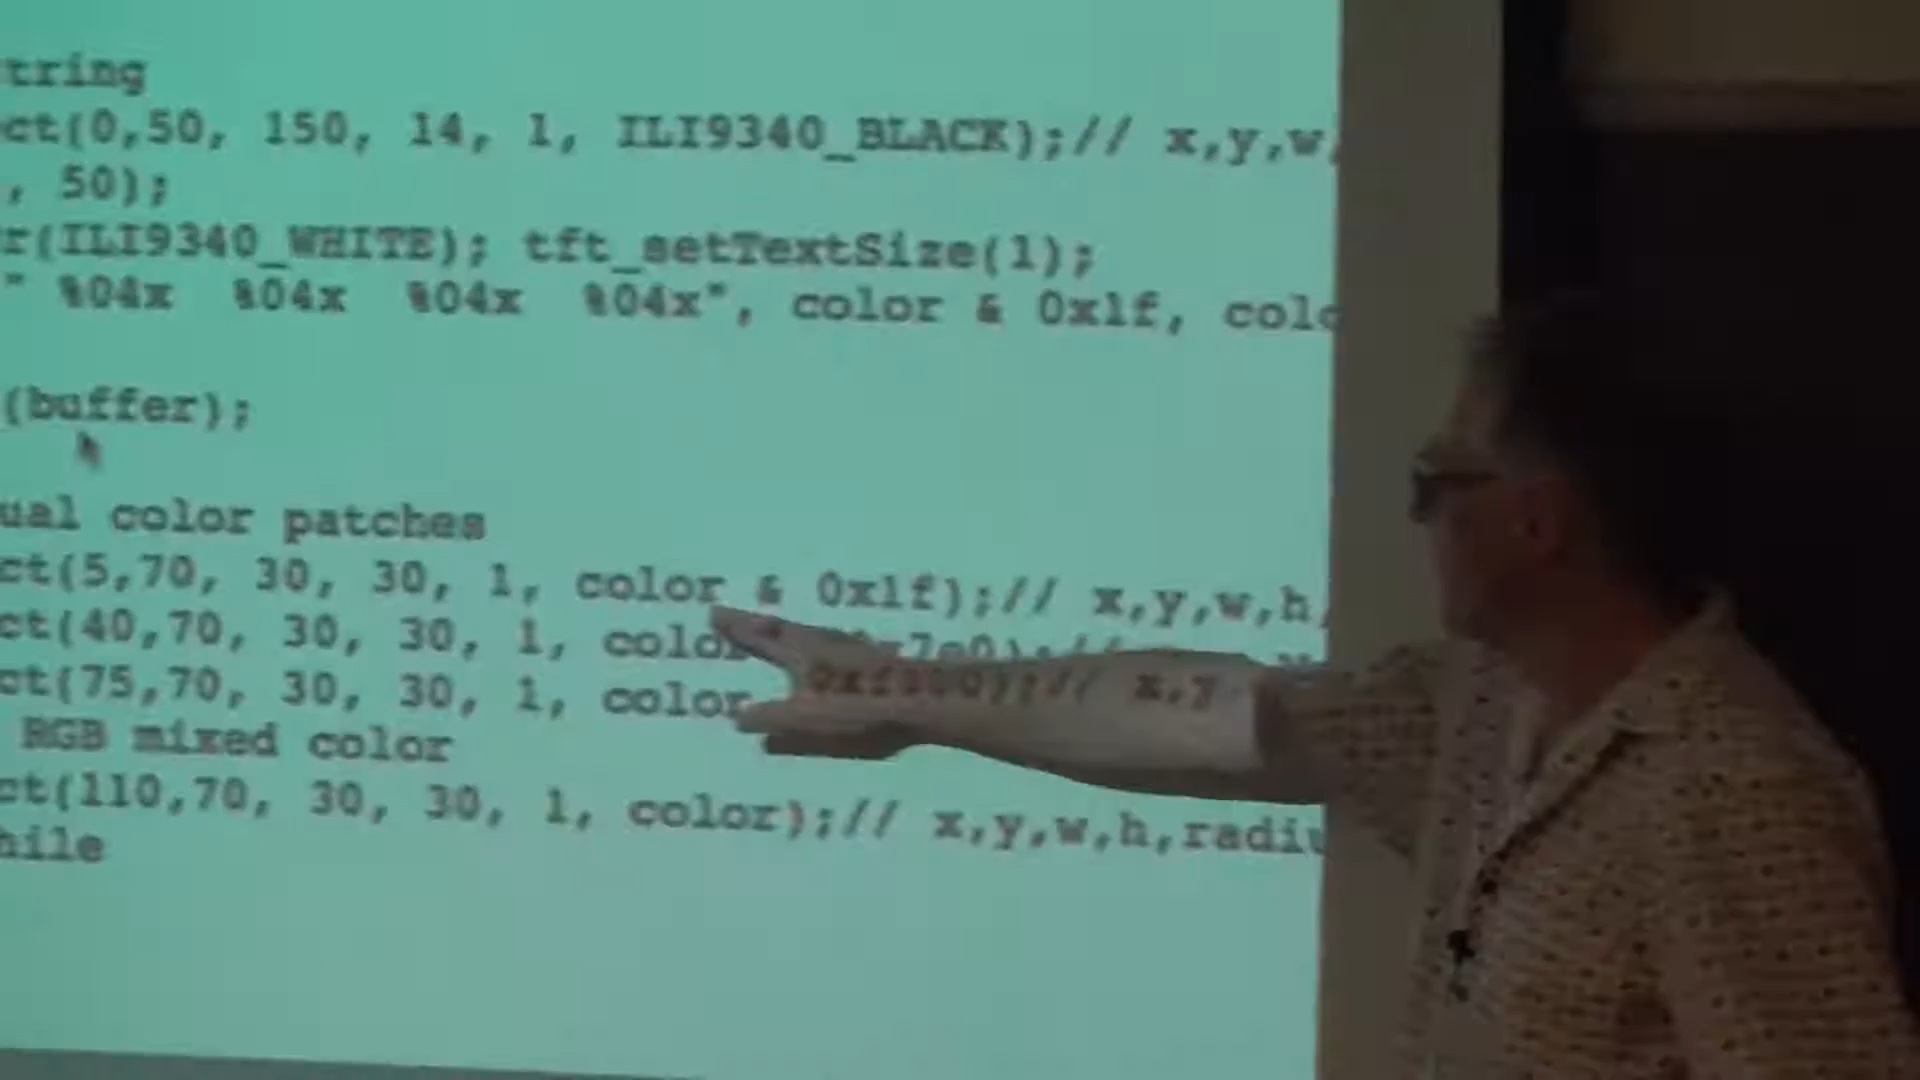 tring
ct(0,50, 150, 14, 1, ILI9340_BLACK);// x,y,w,
, 50);
r(ILI9340_WHITE); tft_setTextSize(1);
" %04x  %04x  %04x  %04x", color & 0x1f, colo
(buffer);
ual color patches
ct(5,70, 30, 30, 1, color & 0x1f);// x,y,w,h,
ct(40,70, 30, 30, 1, color
ct(75,70, 30, 30, 1, color // x,y
RGB mixed color
ct(110,70, 30, 30, 1, color);// x,y,w,h,radiu
hile